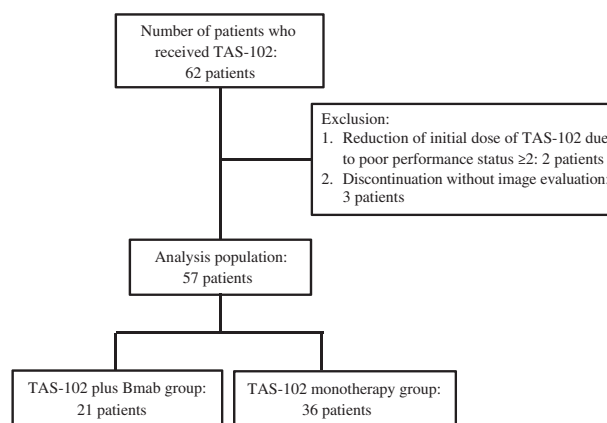 Number of patients who
received TAS-102:
62 patients
Exclusion:
1. Reduction of initial dose of TAS-102 due
to poor performance status ≥2: 2 patients
2. Discontinuation without image evaluation:
3 patients
Analysis population:
57 patients
TAS-102 plus Bmab group:
21 patients
TAS-102 monotherapy group:
36 patients